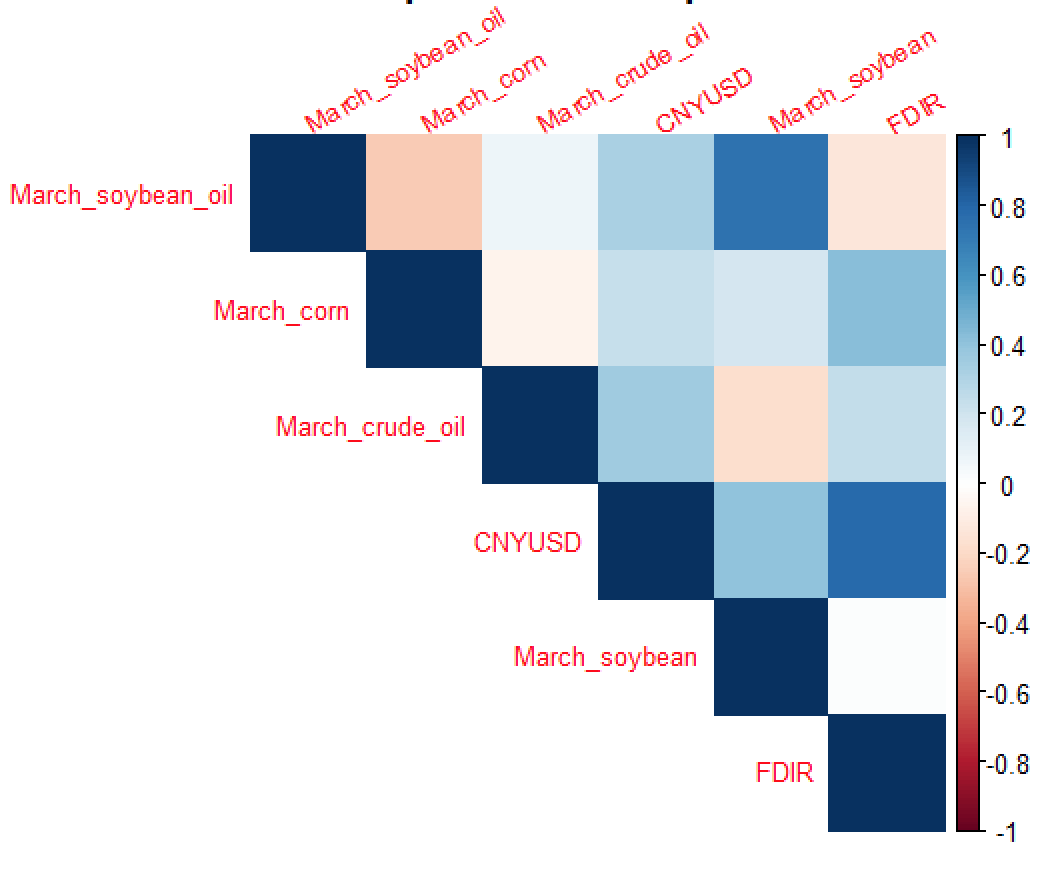 March_soybean_oil
March_corn
March_crude_oil
CNYUSD
March_soybean
FDIR
March_soybean_oil
March_corn
March_crude_oil
CNYUSD
March_soybean
FDIR
1
0.8
0.6
0.4
0.2
0
-0.2
-0.4
-0.6
-0.8
-1